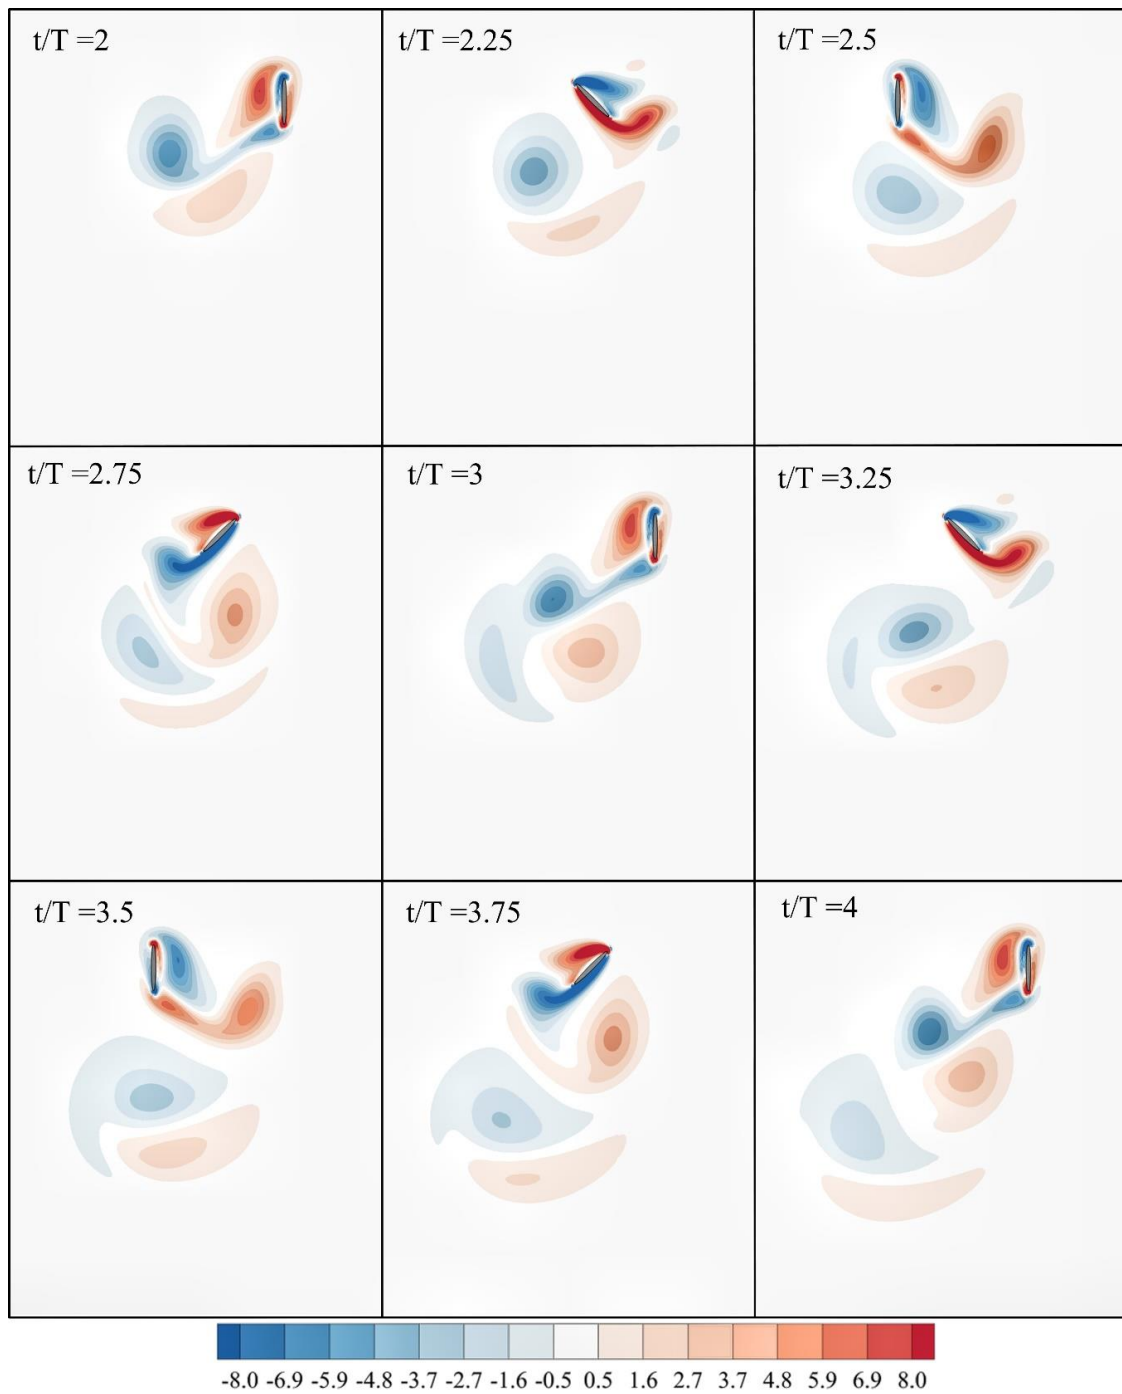 t/T =2
t/T =2.25
t/T =2.5
t/T =2.75
t/T =3
t/T =3.25
t/T =3.5
t/T =3.75
t/T =4
-8.0 -6.9 -5.9 -4.8 -3.7 -2.7 -1.6 -0.5 0.5 1.6 2.7 3.7 4.8 5.9 6.9 8.0